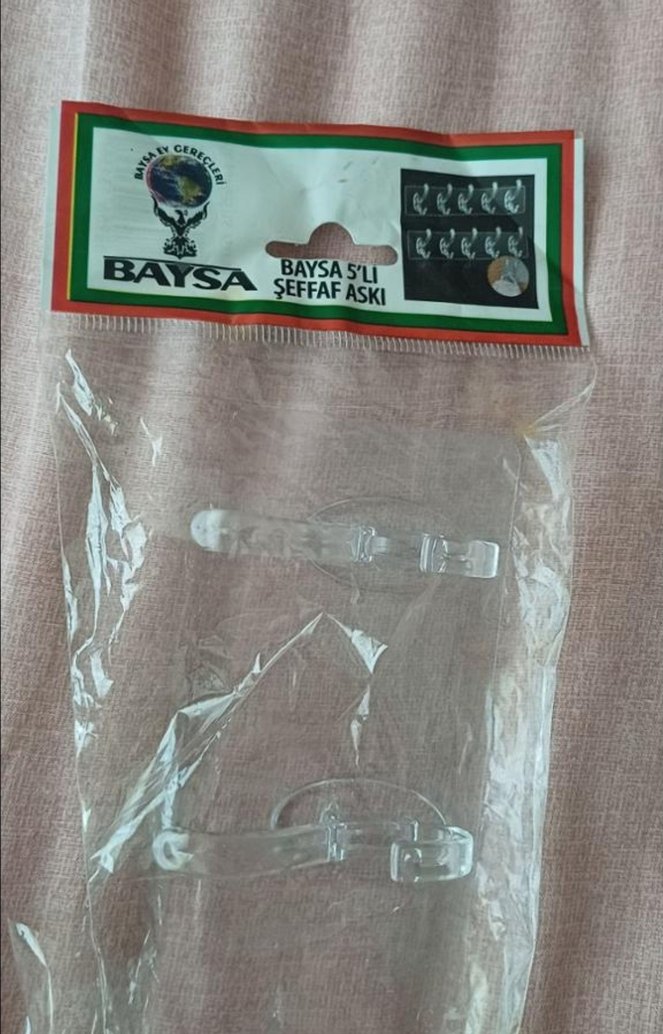 BAYSA EV GEREÇLERİ
BAYSA
BAYSA 5'Lİ
ŞEFFAF ASKI